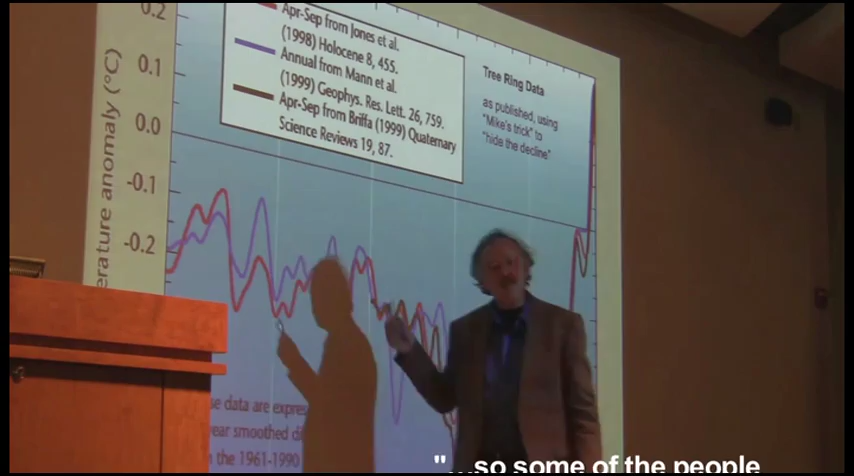 0.2
0.1
0.0
-0.1
-0.2
erature anomaly (°C)
Apr-Sep from Jones et al.
(1998) Holocene 8, 455.
Annual from Mann et al.
(1999) Geophys. Res. Lett. 26, 759.
Apr-Sep from Briffa (1999) Quaternary
Science Reviews 19, 87.
Tree Ring Data
as published, using
"Mike's trick" to
"hide the decline"
se data are expres
year smoothed di
the 1961-1990
"...so some of the people